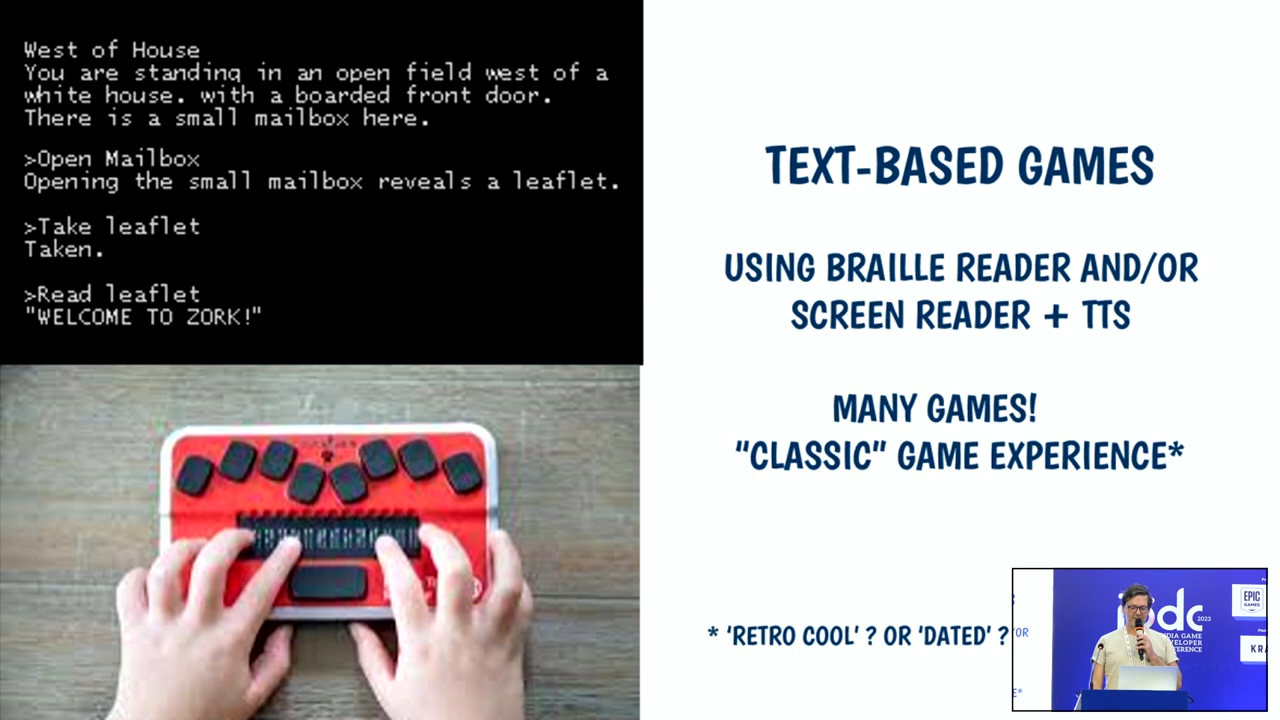 West of House
You are standing in an open field west of a
white house. with a boarded front door.
There is a small mailbox here.
>Open Mailbox
Opening the small mailbox reveals a leaflet.
>Take leaflet
Taken.
>Read leaflet
"WELCOME TO ZORK!"
TEXT-BASED GAMES
USING BRAILLE READER AND/OR
SCREEN READER + TTS
MANY GAMES!
"CLASSIC" GAME EXPERIENCE*
* 'RETRO COOL' ? OR 'DATED' ?
2023
EPIC
GAMES
KRA